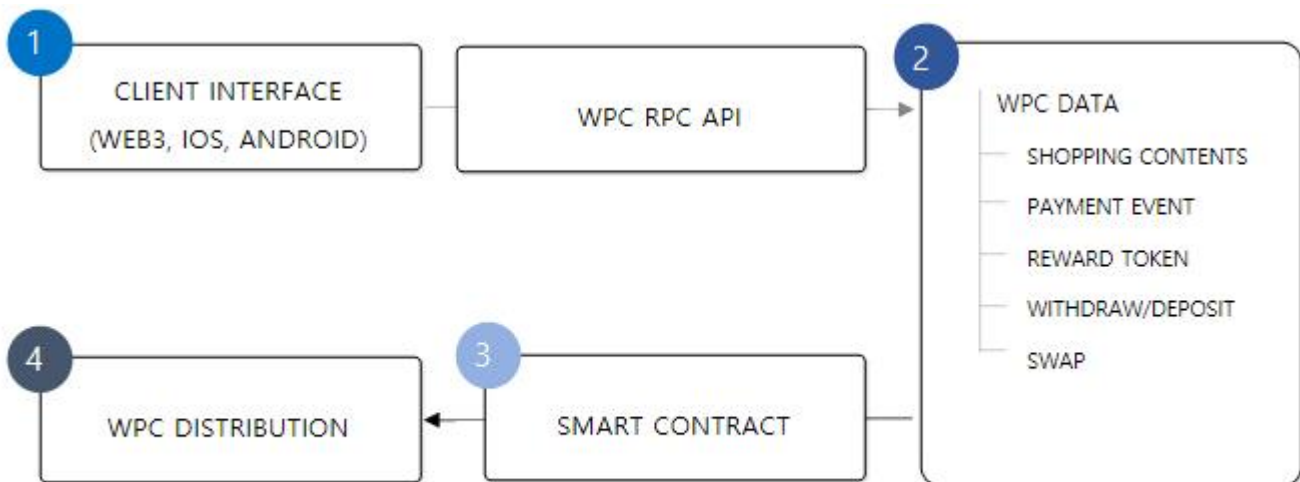 1
CLIENT INTERFACE
(WEB3, IOS, ANDROID)
WPC RPC API
2
WPC DATA
SHOPPING CONTENTS
PAYMENT EVENT
REWARD TOKEN
WITHDRAW/DEPOSIT
SWAP
3
SMART CONTRACT
4
WPC DISTRIBUTION